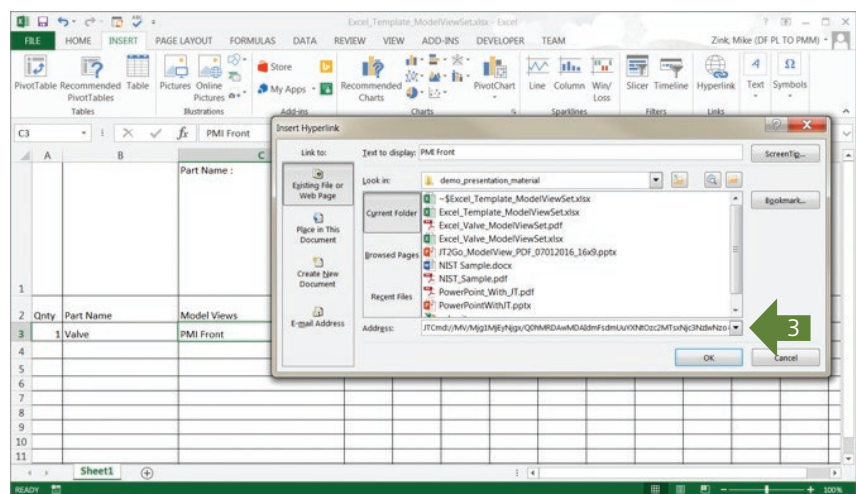 Excel_Template_ModelViewSet.xlsx - Excel
FILE HOME INSERT PAGE LAYOUT FORMULAS DATA REVIEW VIEW ADD-INS DEVELOPER TEAM Zink, Mike (DF PL TO PMM)
PivotTable Recommended PivotTables Table
Pictures Online Pictures
Store
My Apps
Recommended Charts
PivotChart
Line Column Win/Loss
Slicer Timeline
Hyperlink
Text Symbols
Tables Illustrations Add-ins Charts Sparklines Filters Links
C3 fx PMI Front
A B C
Part Name :
1
2 Qnty Part Name Model Views
3 1 Valve PMI Front
4
5
6
7
8
9
10
11
Insert Hyperlink
Link to: Text to display: PMI Front ScreenTip...
Existing File or Web Page
Place in This Document
Create New Document
E-mail Address
Look in: demo_presentation_material
Bookmark...
Current Folder
Browsed Pages
Recent Files
~$Excel_Template_ModelViewSet.xlsx
Excel_Template_ModelViewSet.xlsx
Excel_Valve_ModelViewSet.pdf
Excel_Valve_ModelViewSet.xlsx
JT2Go_ModelView_PDF_07012016_16x9.pptx
NIST Sample.docx
NIST_Sample.pdf
PowerPoint_With_JT.pdf
PowerPointWithJT.pptx
Address:
OK Cancel
3
Sheet1
READY 100%